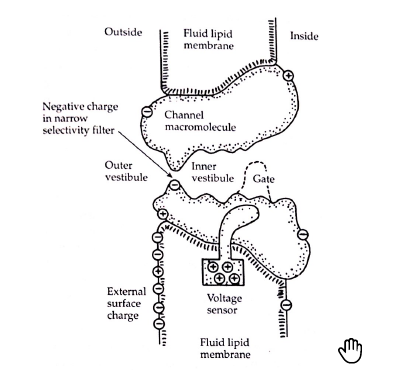 Outside
Fluid lipid
membrane
Inside
Negative charge
in narrow
selectivity filter
Channel
macromolecule
Outer
vestibule
Inner
vestibule
Gate
External
surface
charge
Voltage
sensor
Fluid lipid
membrane